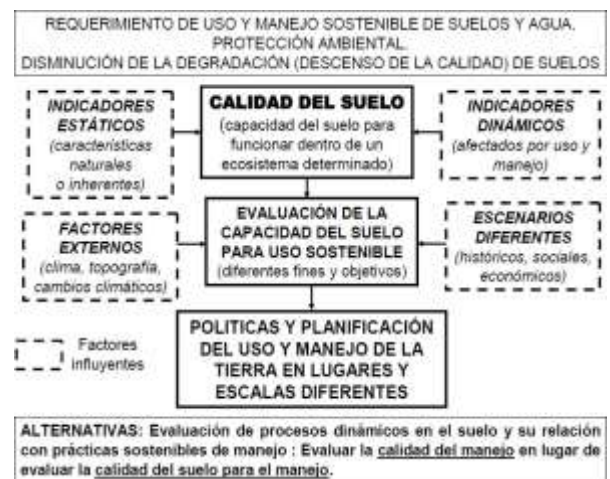 REQUERIMIENTO DE USO Y MANEJO SOSTENIBLE DE SUELOS Y AGUA.
PROTECCIÓN AMBIENTAL.
DISMINUCIÓN DE LA DEGRADACIÓN (DESCENSO DE LA CALIDAD) DE SUELOS
INDICADORES
ESTÁTICOS
(características
naturales
o inherentes)
CALIDAD DEL SUELO
(capacidad del suelo para
funcionar dentro de un
ecosistema determinado)
INDICADORES
DINÁMICOS
(afectados por uso y
manejo)
FACTORES
EXTERNOS
(clima, topografía,
cambios climáticos)
EVALUACIÓN DE LA
CAPACIDAD DEL SUELO
PARA USO SOSTENIBLE
(diferentes fines y objetivos)
ESCENARIOS
DIFERENTES
(históricos, sociales,
económicos)
Factores
influyentes
POLITICAS Y PLANIFICACIÓN
DEL USO Y MANEJO DE LA
TIERRA EN LUGARES Y
ESCALAS DIFERENTES
ALTERNATIVAS: Evaluación de procesos dinámicos en el suelo y su relación
con prácticas sostenibles de manejo : Evaluar la calidad del manejo en lugar de
evaluar la calidad del suelo para el manejo.